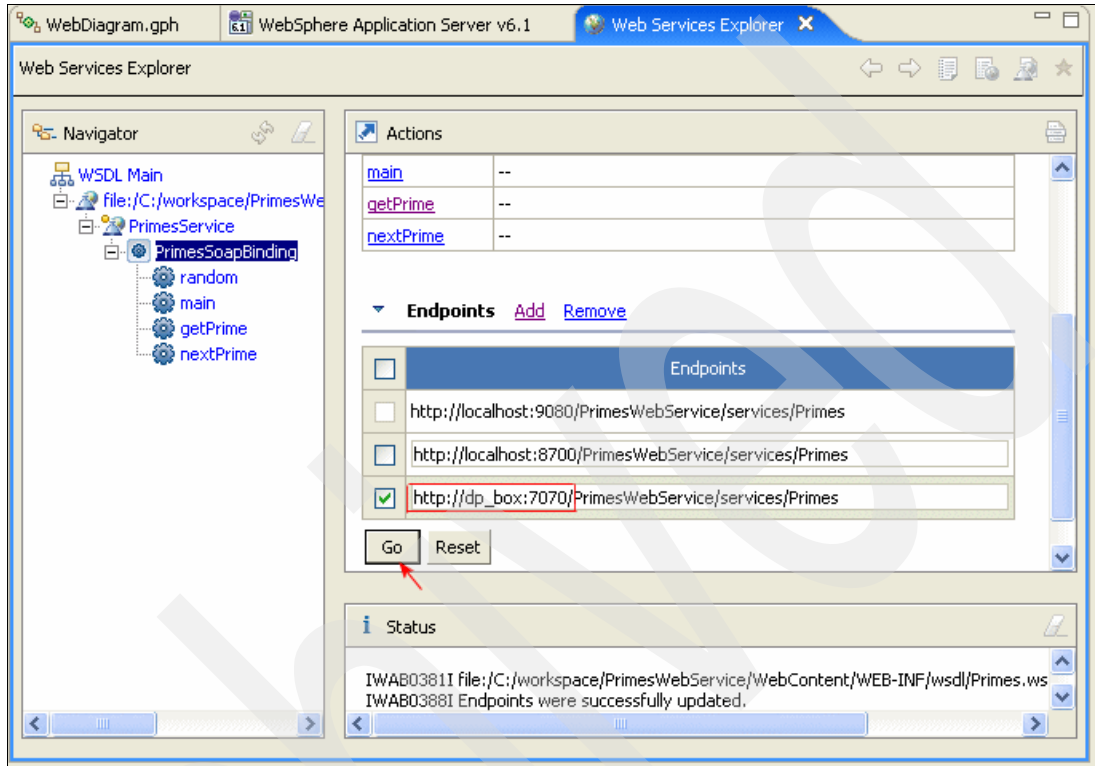 WebDiagram.gph
6.1 WebSphere Application Server v6.1
Web Services Explorer
Web Services Explorer
Navigator
WSDL Main
file:/C:/workspace/PrimesWe
PrimesService
PrimesSoapBinding
random
main
getPrime
nextPrime
Actions
main --
getPrime --
nextPrime --
Endpoints Add Remove
Endpoints
http://localhost:9080/PrimesWebService/services/Primes
http://localhost:8700/PrimesWebService/services/Primes
http://dp_box:7070/PrimesWebService/services/Primes
Go Reset
i Status
IWAB0381I file:/C:/workspace/PrimesWebService/WebContent/WEB-INF/wsdl/Primes.ws
IWAB0388I Endpoints were successfully updated.